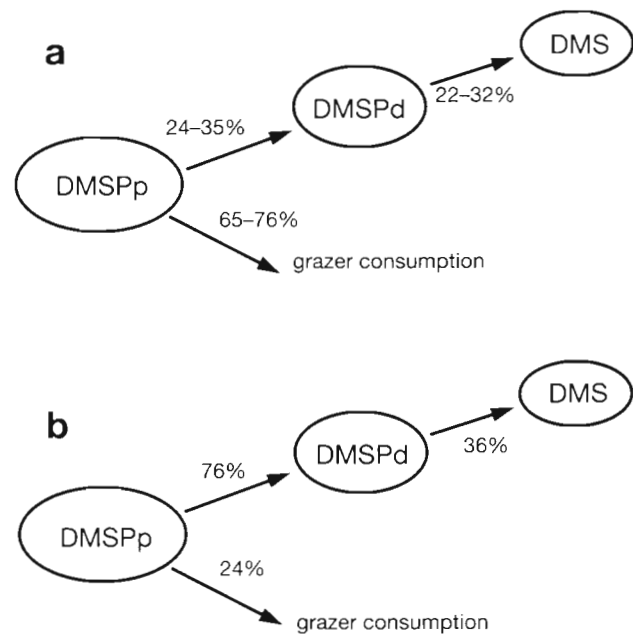 a
DMS
DMSPd
22–32%
24–35%
DMSPp
65–76%
grazer consumption
b
DMS
DMSPd
36%
76%
DMSPp
24%
grazer consumption